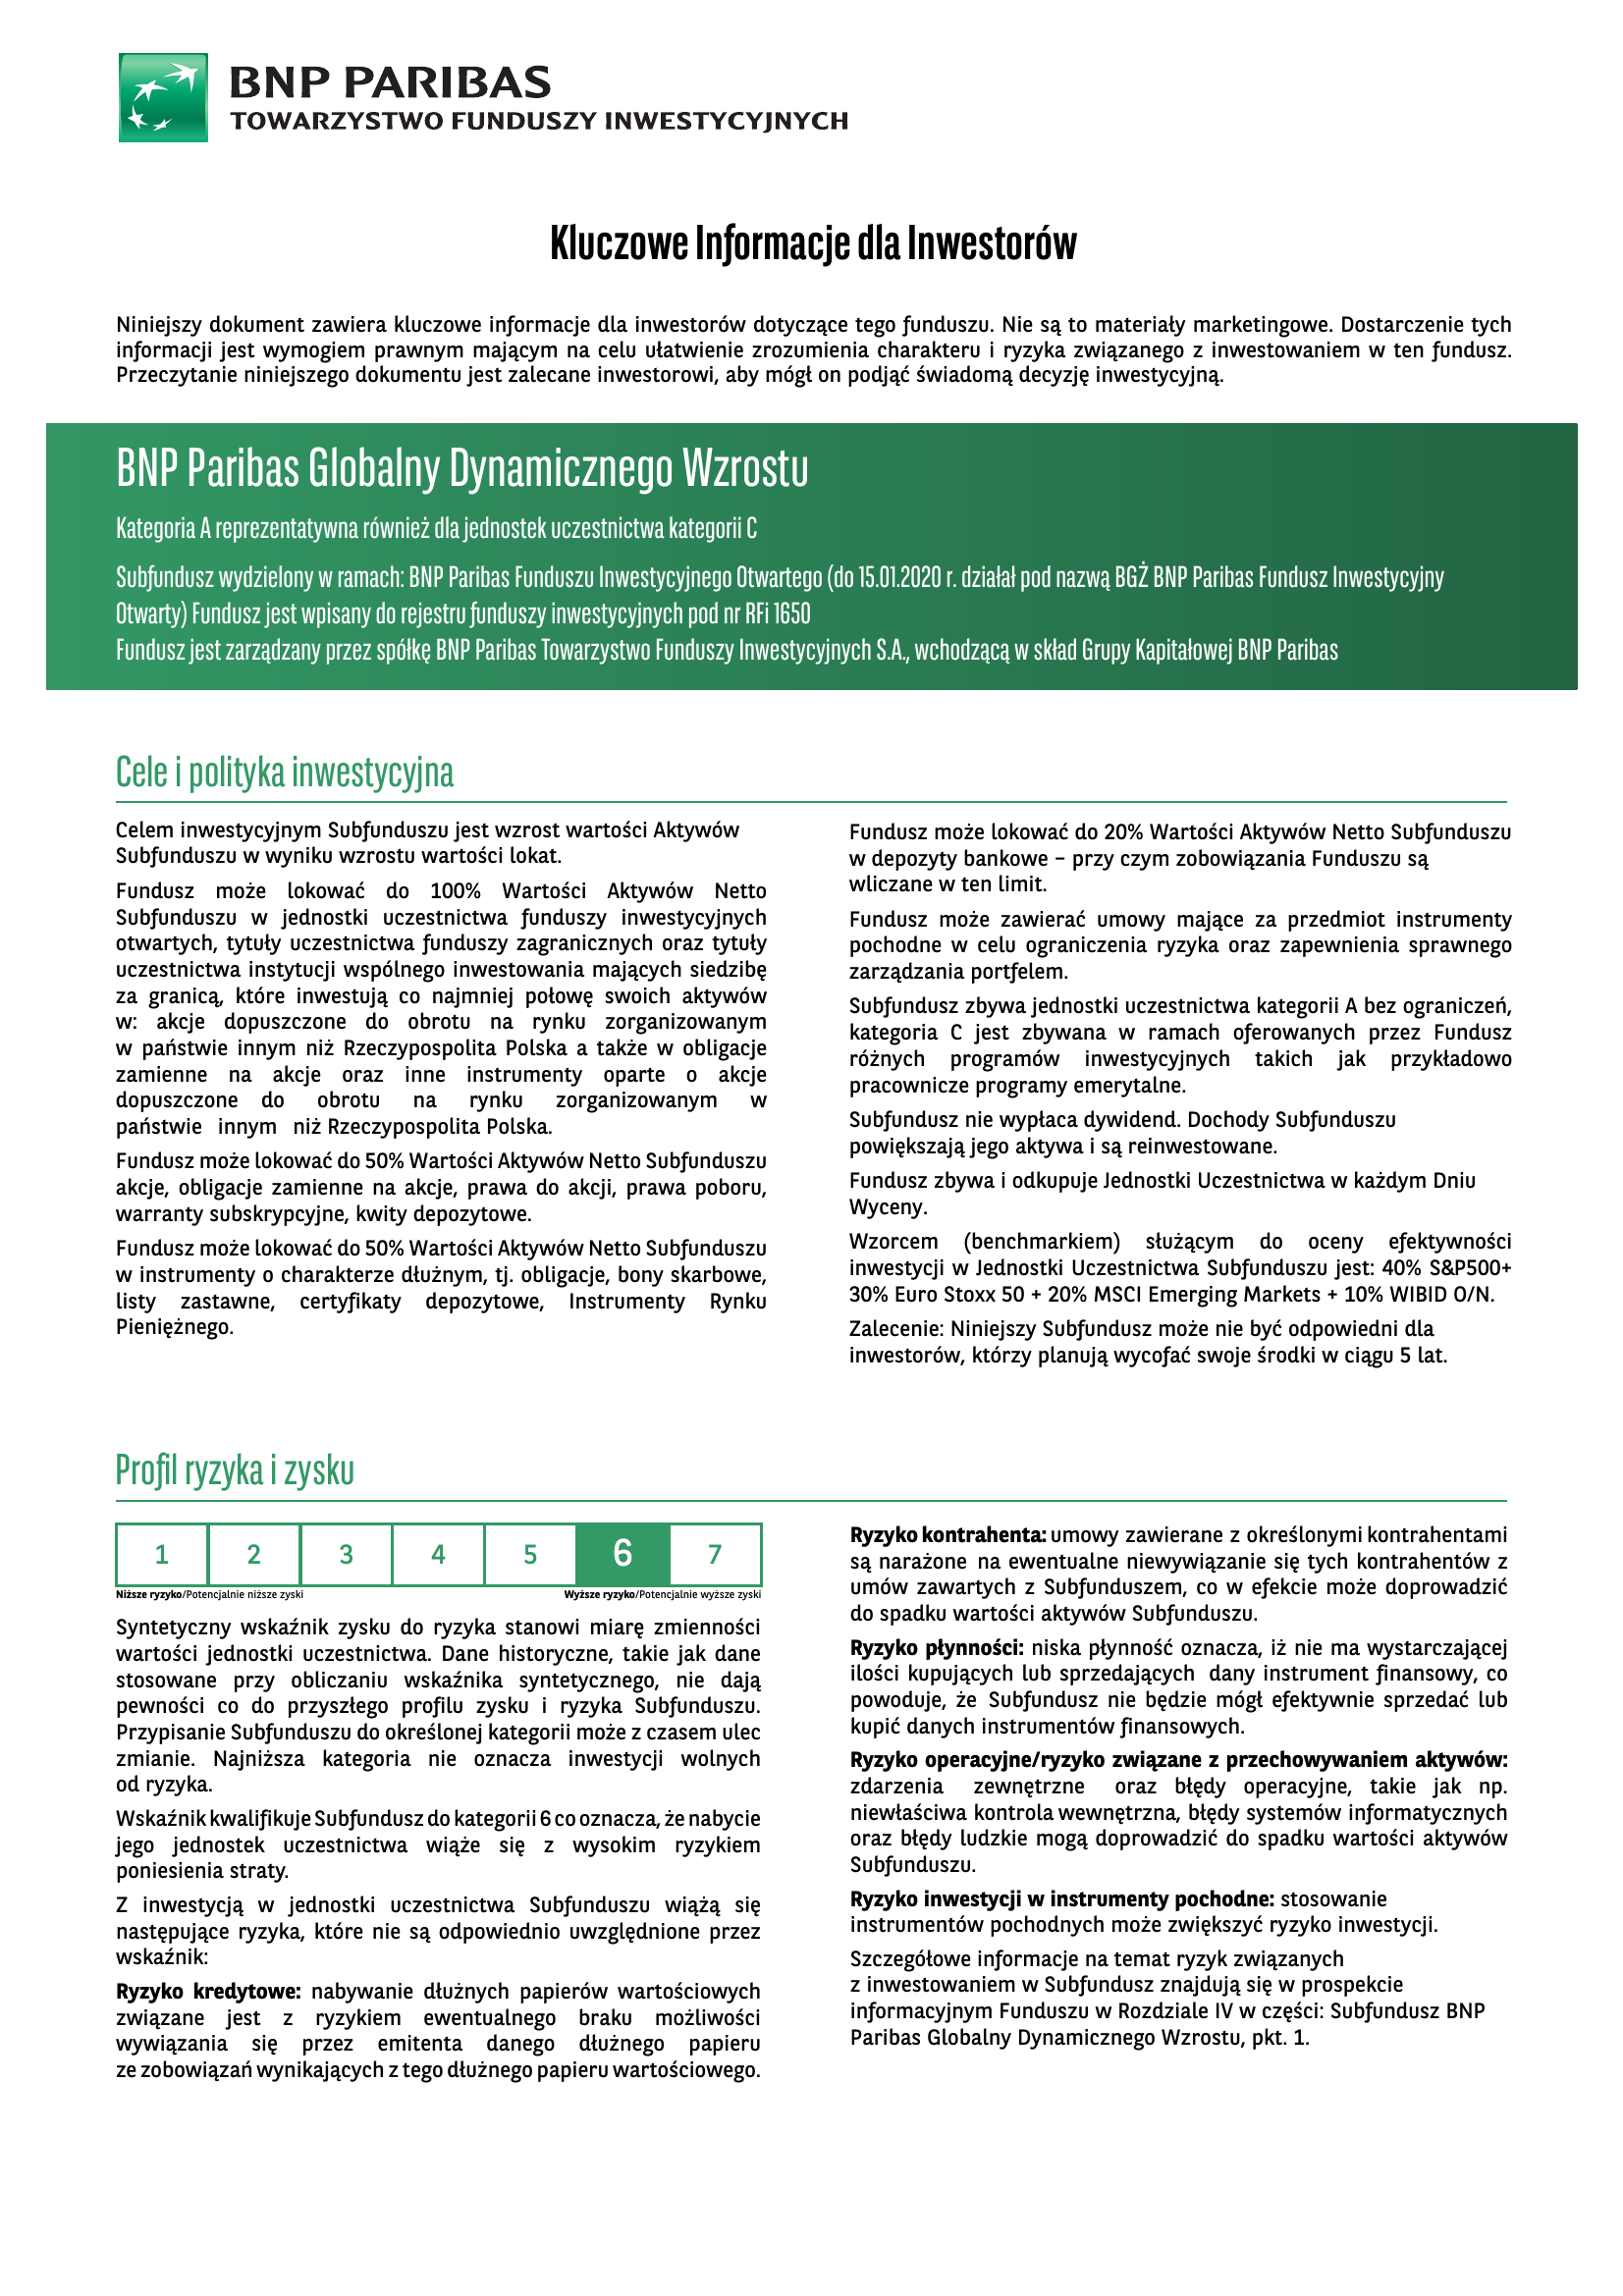 BNP PARIBAS
TOWARZYSTWO FUNDUSZY INWESTYCYJNYCH
Kluczowe Informacje dla Inwestorów
Niniejszy dokument zawiera kluczowe informacje dla inwestorów dotyczące tego funduszu. Nie są to materiały marketingowe. Dostarczenie tych
informacji jest wymogiem prawnym mającym na celu ułatwienie zrozumienia charakteru i ryzyka związanego z inwestowaniem w ten fundusz.
Przeczytanie niniejszego dokumentu jest zalecane inwestorowi, aby mógł on podjąć świadomą decyzję inwestycyjną.
BNP Paribas Globalny Dynamicznego Wzrostu
Kategoria A reprezentatywna również dla jednostek uczestnictwa kategorii C
Subfundusz wydzielony w ramach: BNP Paribas Funduszu Inwestycyjnego Otwartego (do 15.01.2020 r. działał pod nazwą BGŻ BNP Paribas Fundusz Inwestycyjny
Otwarty) Fundusz jest wpisany do rejestru funduszy inwestycyjnych pod nr RFi 1650
Fundusz jest zarządzany przez spółkę BNP Paribas Towarzystwo Funduszy Inwestycyjnych S.A., wchodzącą w skład Grupy Kapitałowej BNP Paribas
Cele i polityka inwestycyjna
Celem inwestycyjnym Subfunduszu jest wzrost wartości Aktywów
Subfunduszu w wyniku wzrostu wartości lokat.
Fundusz może lokować do 100% Wartości Aktywów Netto
Subfunduszu w jednostki uczestnictwa funduszy inwestycyjnych
otwartych, tytuły uczestnictwa funduszy zagranicznych oraz tytuły
uczestnictwa instytucji wspólnego inwestowania mających siedzibę
za granicą, które inwestują co najmniej połowę swoich aktywów
w: akcje dopuszczone do obrotu na rynku zorganizowanym
w państwie innym niż Rzeczypospolita Polska a także w obligacje
zamienne na akcje oraz inne instrumenty oparte o akcje
dopuszczone do obrotu na rynku zorganizowanym w
państwie innym niż Rzeczypospolita Polska.
Fundusz może lokować do 50% Wartości Aktywów Netto Subfunduszu
akcje, obligacje zamienne na akcje, prawa do akcji, prawa poboru,
warranty subskrypcyjne, kwity depozytowe.
Fundusz może lokować do 50% Wartości Aktywów Netto Subfunduszu
w instrumenty o charakterze dłużnym, tj. obligacje, bony skarbowe,
listy zastawne, certyfikaty depozytowe, Instrumenty Rynku
Pieniężnego.
Fundusz może lokować do 20% Wartości Aktywów Netto Subfunduszu
w depozyty bankowe – przy czym zobowiązania Funduszu są
wliczane w ten limit.
Fundusz może zawierać umowy mające za przedmiot instrumenty
pochodne w celu ograniczenia ryzyka oraz zapewnienia sprawnego
zarządzania portfelem.
Subfundusz zbywa jednostki uczestnictwa kategorii A bez ograniczeń,
kategoria C jest zbywana w ramach oferowanych przez Fundusz
różnych programów inwestycyjnych takich jak przykładowo
pracownicze programy emerytalne.
Subfundusz nie wypłaca dywidend. Dochody Subfunduszu
powiększają jego aktywa i są reinwestowane.
Fundusz zbywa i odkupuje Jednostki Uczestnictwa w każdym Dniu
Wyceny.
Wzorcem (benchmarkiem) służącym do oceny efektywności
inwestycji w Jednostki Uczestnictwa Subfunduszu jest: 40% S&P500+
30% Euro Stoxx 50 + 20% MSCI Emerging Markets + 10% WIBID O/N.
Zalecenie: Niniejszy Subfundusz może nie być odpowiedni dla
inwestorów, którzy planują wycofać swoje środki w ciągu 5 lat.
Profil ryzyka i zysku
1 2 3 4 5 6 7
Niższe ryzyko/Potencjalnie niższe zyski Wyższe ryzyko/Potencjalnie wyższe zyski
Syntetyczny wskaźnik zysku do ryzyka stanowi miarę zmienności
wartości jednostki uczestnictwa. Dane historyczne, takie jak dane
stosowane przy obliczaniu wskaźnika syntetycznego, nie dają
pewności co do przyszłego profilu zysku i ryzyka Subfunduszu.
Przypisanie Subfunduszu do określonej kategorii może z czasem ulec
zmianie. Najniższa kategoria nie oznacza inwestycji wolnych
od ryzyka.
Wskaźnik kwalifikuje Subfundusz do kategorii 6 co oznacza, że nabycie
jego jednostek uczestnictwa wiąże się z wysokim ryzykiem
poniesienia straty.
Z inwestycją w jednostki uczestnictwa Subfunduszu wiążą się
następujące ryzyka, które nie są odpowiednio uwzględnione przez
wskaźnik:
Ryzyko kredytowe: nabywanie dłużnych papierów wartościowych
związane jest z ryzykiem ewentualnego braku możliwości
wywiązania się przez emitenta danego dłużnego papieru
ze zobowiązań wynikających z tego dłużnego papieru wartościowego.
Ryzyko kontrahenta: umowy zawierane z określonymi kontrahentami
są narażone na ewentualne niewywiązanie się tych kontrahentów z
umów zawartych z Subfunduszem, co w efekcie może doprowadzić
do spadku wartości aktywów Subfunduszu.
Ryzyko płynności: niska płynność oznacza, iż nie ma wystarczającej
ilości kupujących lub sprzedających dany instrument finansowy, co
powoduje, że Subfundusz nie będzie mógł efektywnie sprzedać lub
kupić danych instrumentów finansowych.
Ryzyko operacyjne/ryzyko związane z przechowywaniem aktywów:
zdarzenia zewnętrzne oraz błędy operacyjne, takie jak np.
niewłaściwa kontrola wewnętrzna, błędy systemów informatycznych
oraz błędy ludzkie mogą doprowadzić do spadku wartości aktywów
Subfunduszu.
Ryzyko inwestycji w instrumenty pochodne: stosowanie
instrumentów pochodnych może zwiększyć ryzyko inwestycji.
Szczegółowe informacje na temat ryzyk związanych
z inwestowaniem w Subfundusz znajdują się w prospekcie
informacyjnym Funduszu w Rozdziale IV w części: Subfundusz BNP
Paribas Globalny Dynamicznego Wzrostu, pkt. 1.